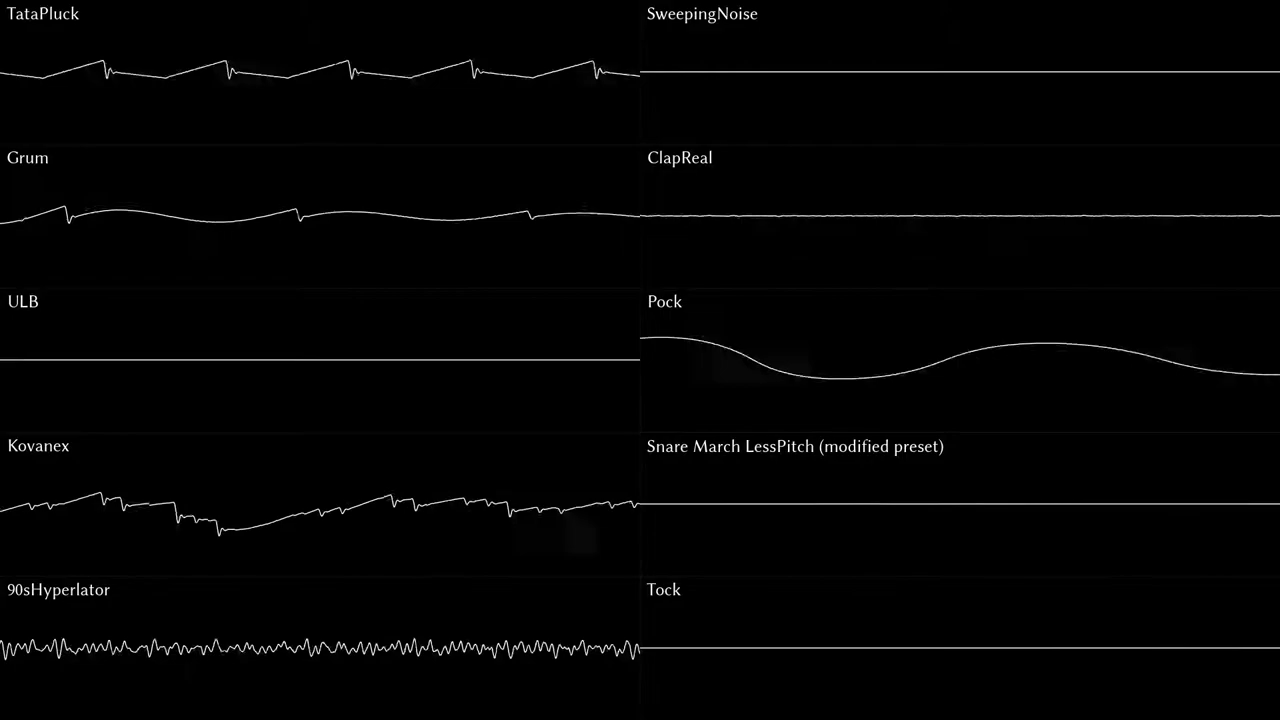 TataPluck
SweepingNoise
Grum
ClapReal
ULB
Pock
Kovanex
Snare March LessPitch (modified preset)
90sHyperlator
Tock